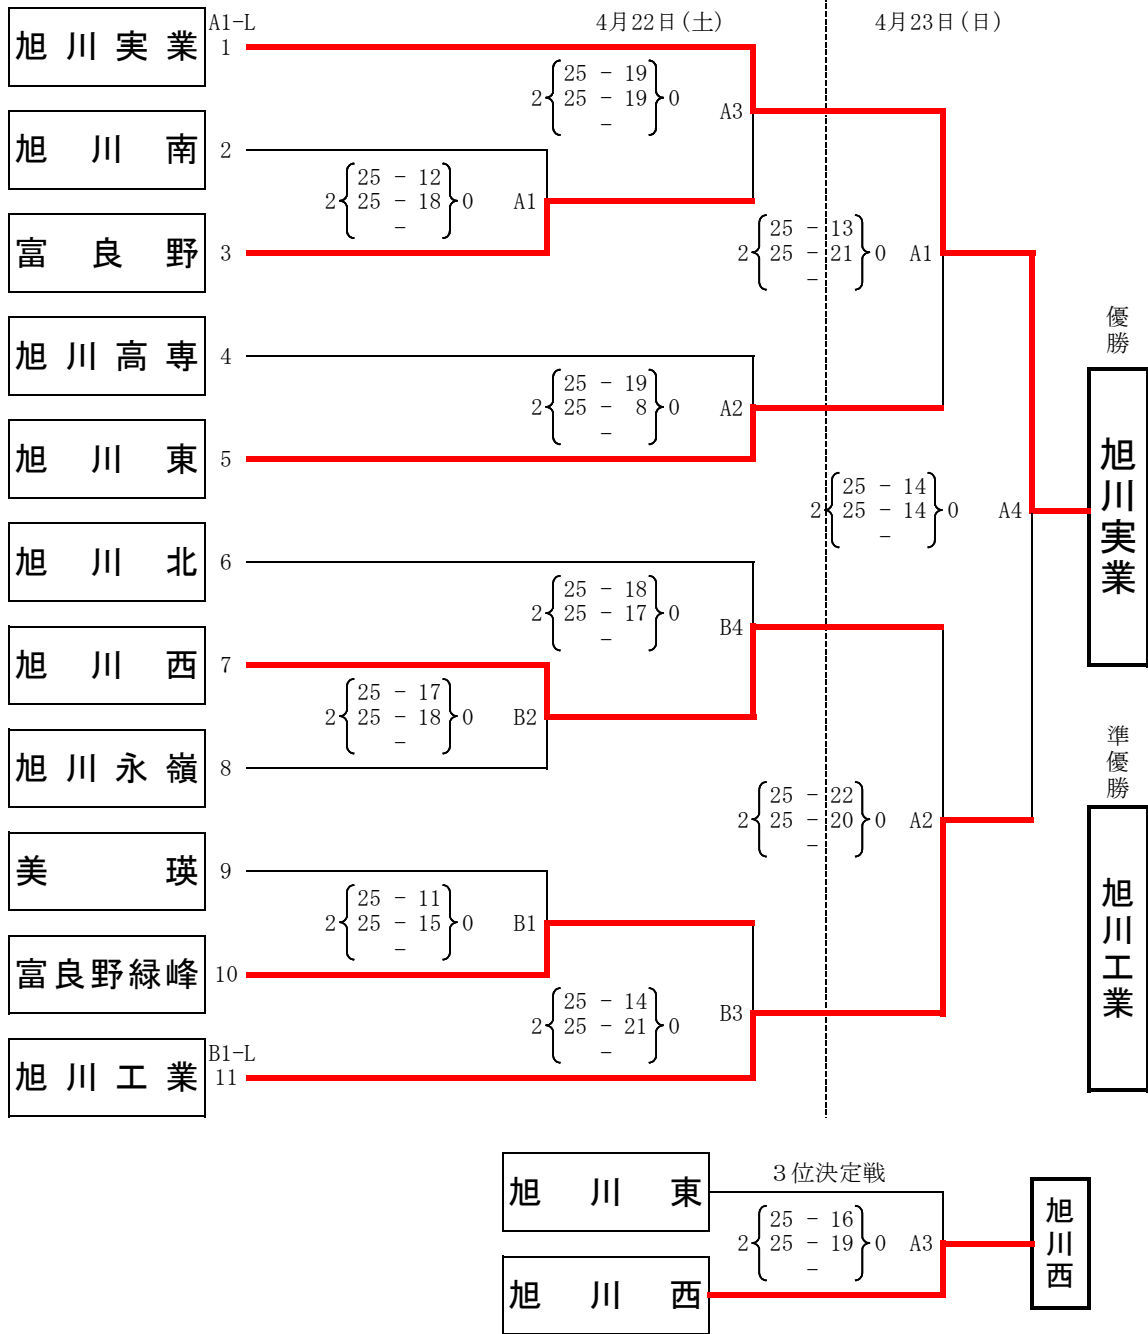 A1-L
4月22日(土)
4月23日(日)
旭川実業 1
25 - 19
2 25 - 19 0 A3
-
旭川南 2
25 - 12
2 25 - 18 0 A1
-
富良野 3
25 - 13
2 25 - 21 0 A1
-
旭川高専 4
25 - 19
2 25 - 8 0 A2
-
旭川東 5
25 - 14
2 25 - 14 0 A4
-
優勝
旭川実業
旭川北 6
25 - 18
2 25 - 17 0 B4
-
旭川西 7
25 - 17
2 25 - 18 0 B2
-
旭川永嶺 8
25 - 22
2 25 - 20 0 A2
-
準優勝
旭川工業
美瑛 9
25 - 11
2 25 - 15 0 B1
-
富良野緑峰 10
25 - 14
2 25 - 21 0 B3
-
B1-L
旭川工業 11
3位決定戦
旭川東
25 - 16
2 25 - 19 0 A3
-
旭川西
旭川西